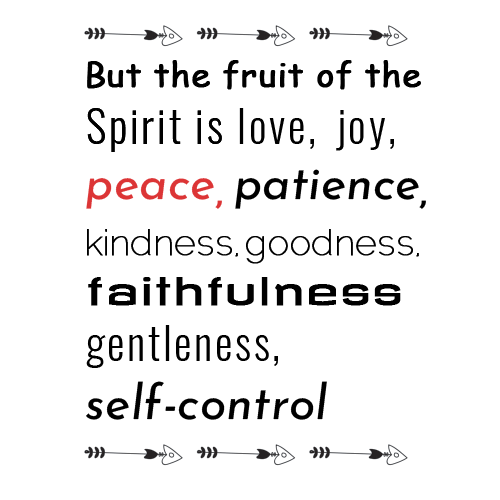 But the fruit of the
Spirit is love, joy,
peace, patience,
kindness, goodness,
faithfulness
gentleness,
self-control